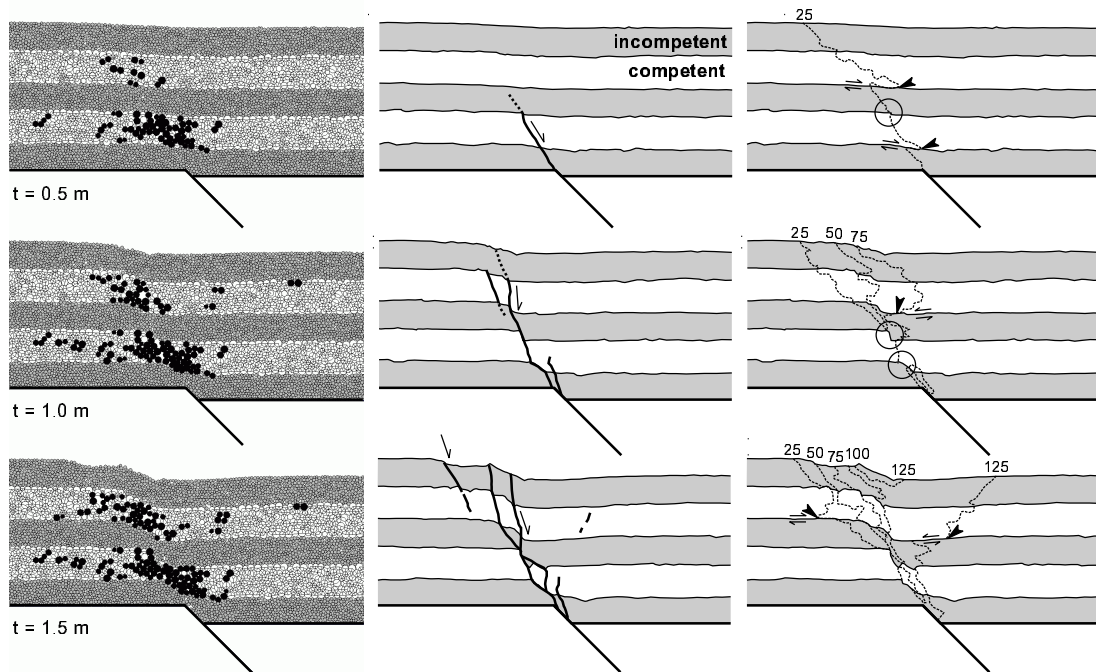 25
incompetent
competent
t = 0.5 m
25 50 75
t = 1.0 m
25 50 75 100 125 125
t = 1.5 m